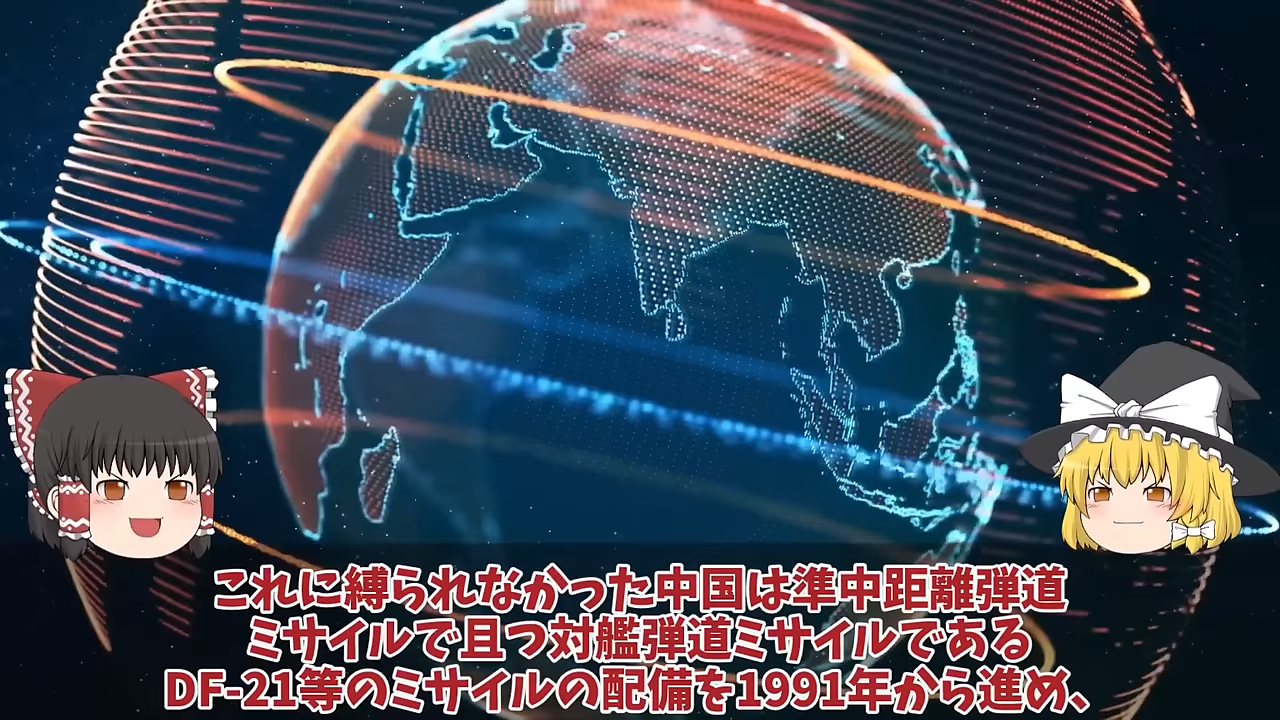 これに縛られなかった中国は準中距離弾道
ミサイルで且つ対艦弾道ミサイルである
DF-21等のミサイルの配備を1991年から進め、